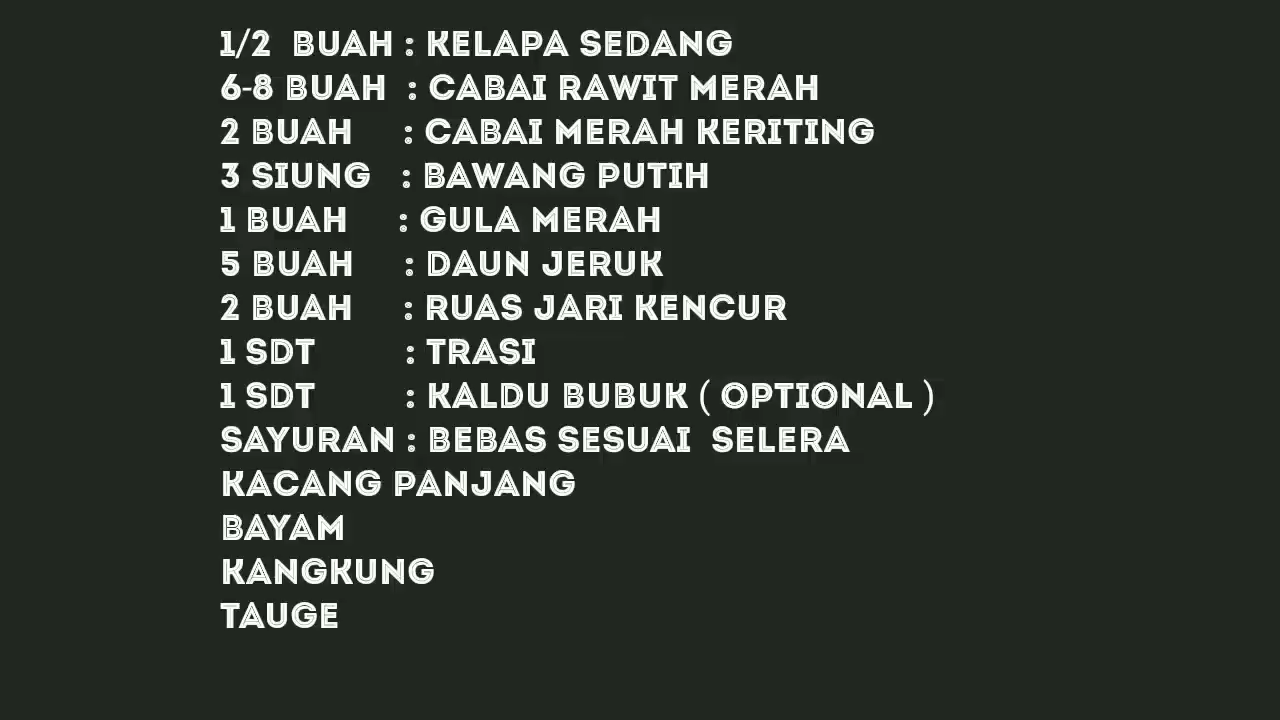 1/2 BUAH : KELAPA SEDANG
6-8 BUAH : CABAI RAWIT MERAH
2 BUAH : CABAI MERAH KERITING
3 SIUNG : BAWANG PUTIH
1 BUAH : GULA MERAH
5 BUAH : DAUN JERUK
2 BUAH : RUAS JARI KENCUR
1 SDT : TRASI
1 SDT : KALDU BUBUK ( OPTIONAL )
SAYURAN : BEBAS SESUAI SELERA
KACANG PANJANG
BAYAM
KANGKUNG
TAUGE